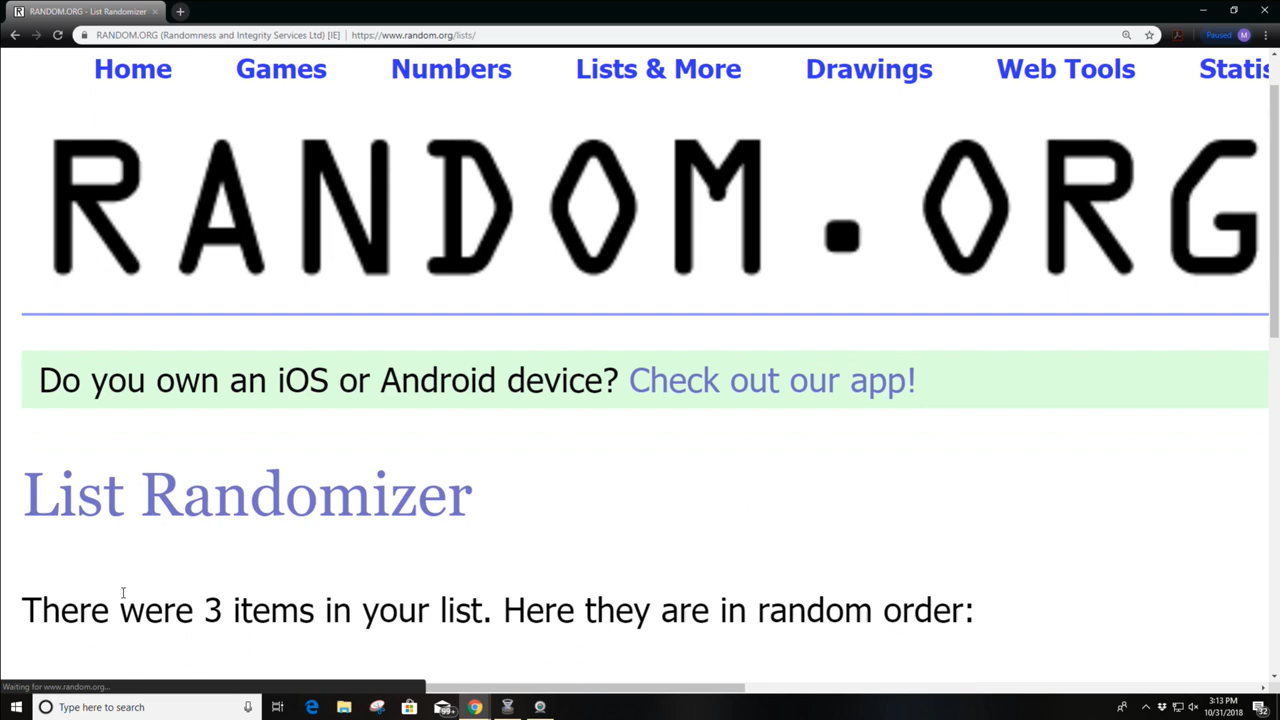 RANDOM.ORG - List Randomizer
RANDOM.ORG (Randomness and Integrity Services Ltd) [IE] https://www.random.org/lists/
Paused M
Home Games Numbers Lists & More Drawings Web Tools Statis
RANDOM.ORG
Do you own an iOS or Android device? Check out our app!
List Randomizer
There were 3 items in your list. Here they are in random order:
Waiting for www.random.org...
Type here to search
99+
3:13 PM
10/31/2018
32